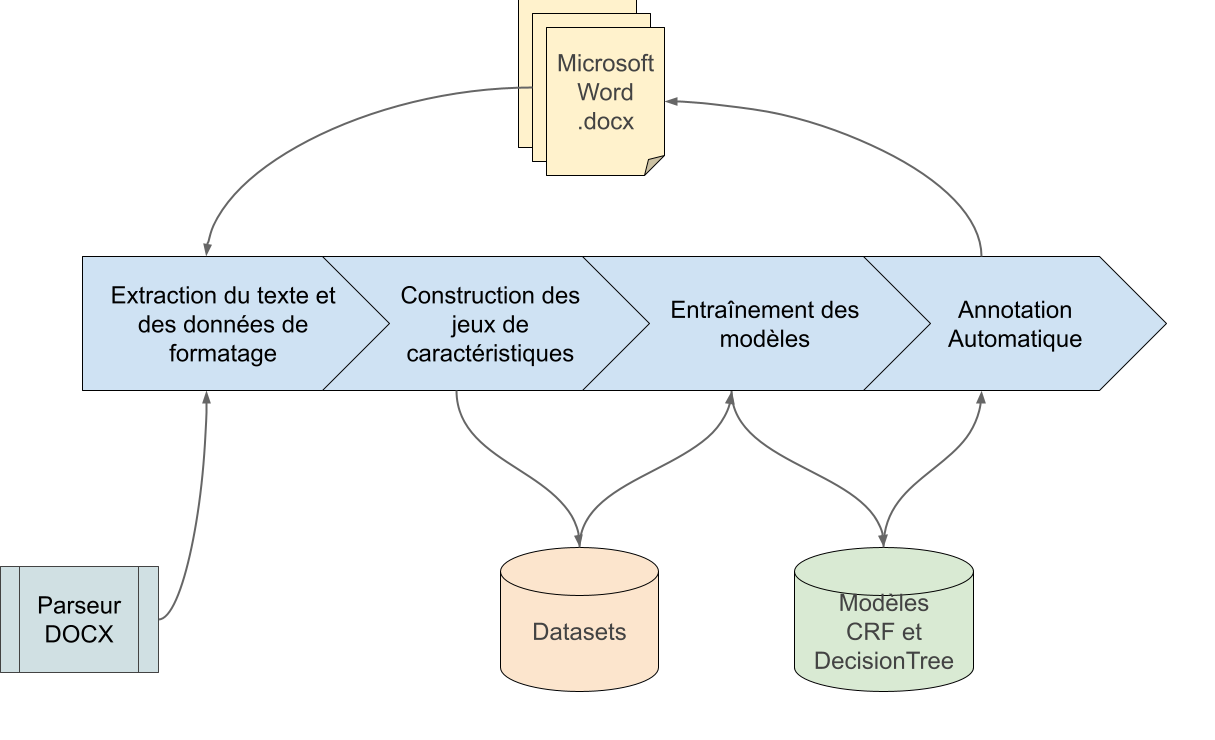 Microsoft
Word
.docx
Extraction du texte et
des données de
formatage
Construction des
jeux de
caractéristiques
Entraînement des
modèles
Annotation
Automatique
Parseur
DOCX
Datasets
Modèles
CRF et
DecisionTree